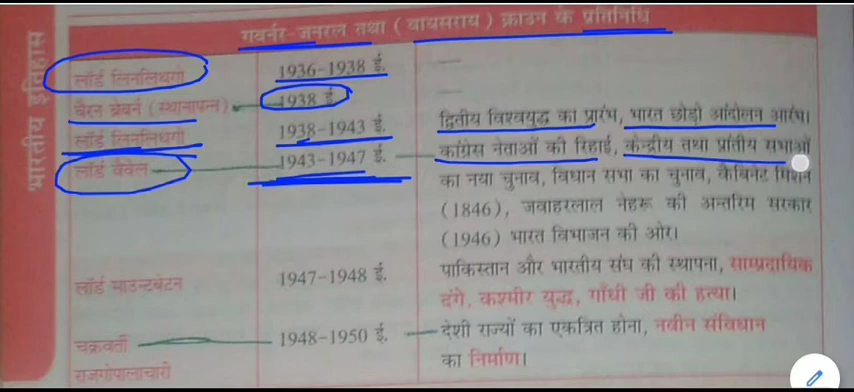 गवर्नर-जनरल तथा (वायसराय) क्राउन के प्रतिनिधि
भारतीय इतिहास
लॉर्ड लिनलिथगो 1936-1938 ई. —
चैरन ब्रेबर्न (स्थानापन्न) 1938 ई. —
लॉर्ड लिनलिथगो 1938-1943 ई. द्वितीय विश्वयुद्ध का प्रारंभ, भारत छोड़ो आंदोलन आरंभ।
लॉर्ड वैवेल 1943-1947 ई. कांग्रेस नेताओं की रिहाई, केन्द्रीय तथा प्रांतीय सभाओं
का नया चुनाव, विधान सभा का चुनाव, कैबिनेट मिशन
(1846), जवाहरलाल नेहरू की अन्तरिम सरकार
(1946) भारत विभाजन की ओर।
लॉर्ड माउन्टबेटन 1947-1948 ई. पाकिस्तान और भारतीय संघ की स्थापना, साम्प्रदायिक
दंगे, कश्मीर युद्ध, गाँधी जी की हत्या।
चक्रवर्ती 1948-1950 ई. देशी राज्यों का एकत्रित होना, नवीन संविधान
राजगोपालाचारी का निर्माण।